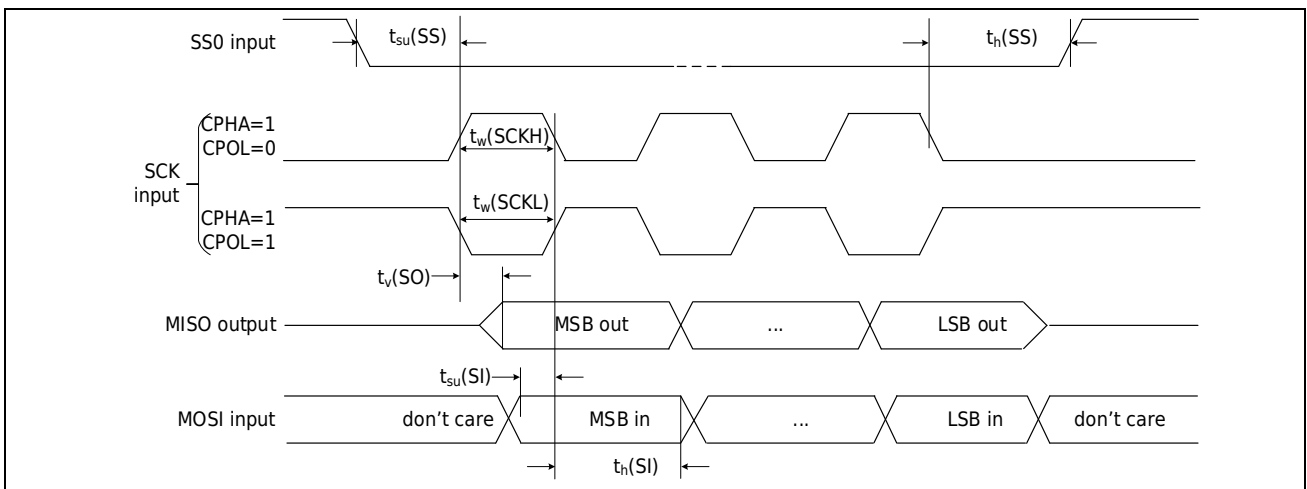 SS0 input
tsu(SS)
th(SS)
CPHA=1
CPOL=0
tw(SCKH)
SCK
input
tw(SCKL)
CPHA=1
CPOL=1
tv(SO)
MISO output
MSB out
...
LSB out
tsu(SI)
MOSI input
don't care
MSB in
...
LSB in
don't care
th(SI)